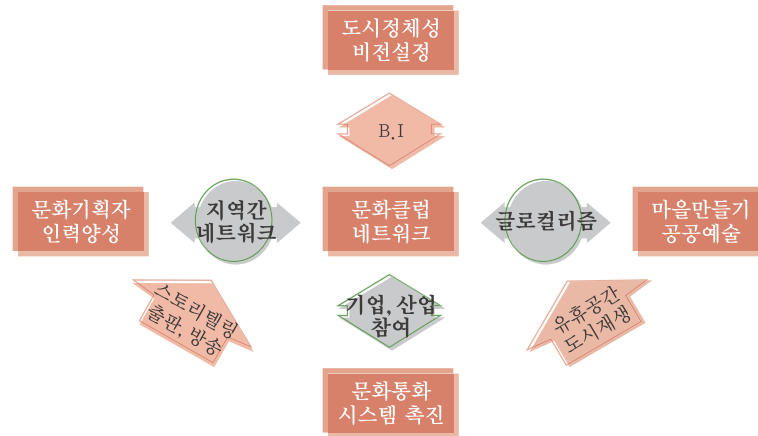 도시정체성
비전설정
B.I
문화기획자
인력양성
지역간
네트워크
문화클럽
네트워크
글로컬리즘
마을만들기
공공예술
스토리텔링
출판, 방송
기업, 산업
참여
유휴공간
도시재생
문화통화
시스템 촉진